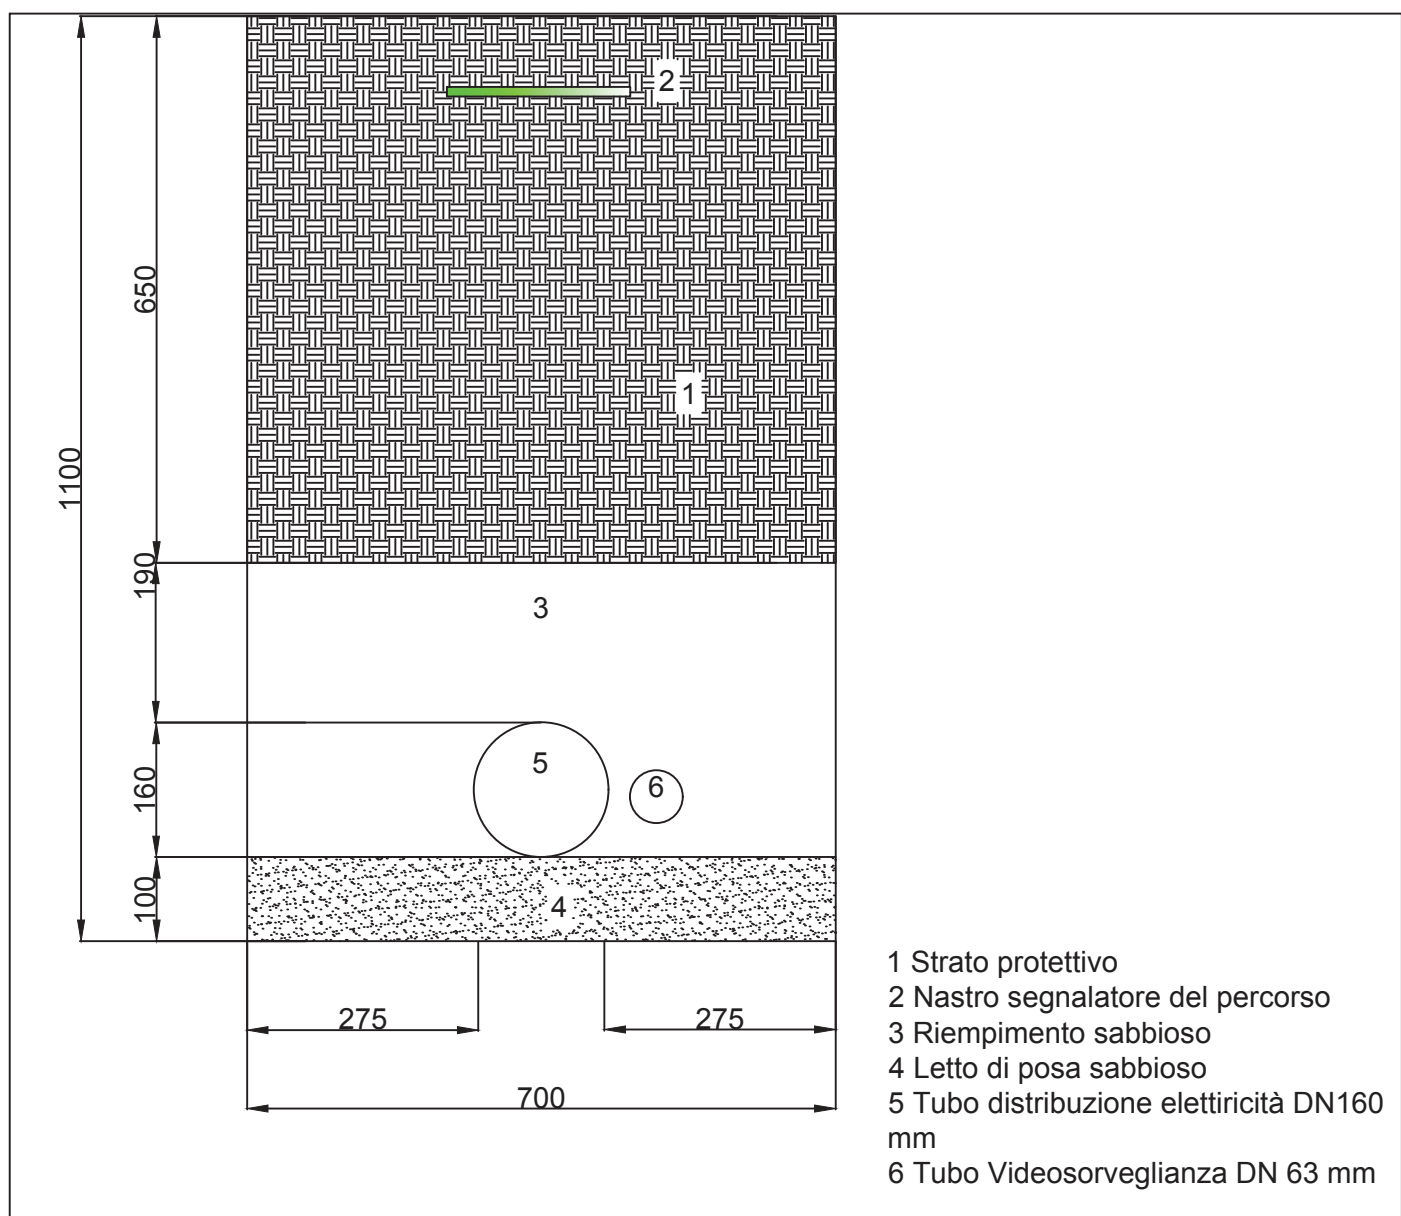 2
650
1
1100
190
3
5
6
160
100
4
1 Strato protettivo
2 Nastro segnalatore del percorso
275
275
3 Riempimento sabbioso
4 Letto di posa sabbioso
700
5 Tubo distribuzione elettiricità DN160
mm
6 Tubo Videosorveglianza DN 63 mm